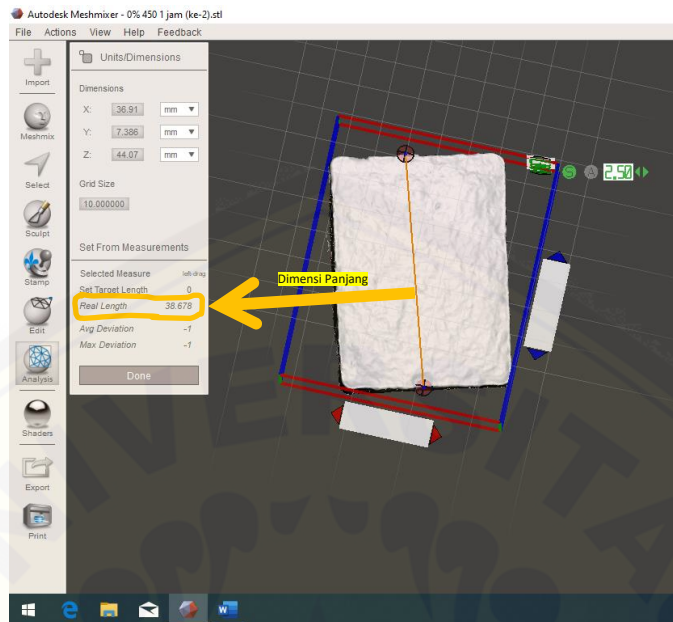 Autodesk Meshmixer - 0% 450 1 jam (ke-2).stl
File Actions View Help Feedback
Import
Meshmix
Select
Sculpt
Stamp
Edit
Analysis
Shaders
Export
Print
Units/Dimensions
Dimensions
X: 36.91 mm
Y: 7.386 mm
Z: 44.07 mm
Grid Size
10.000000
Set From Measurements
Selected Measure left-drag
Set Target Length 0
Real Length 38.678
Avg Deviation -1
Max Deviation -1
Done
Dimensi Panjang
S A 2.50
UNIVERSITA
W